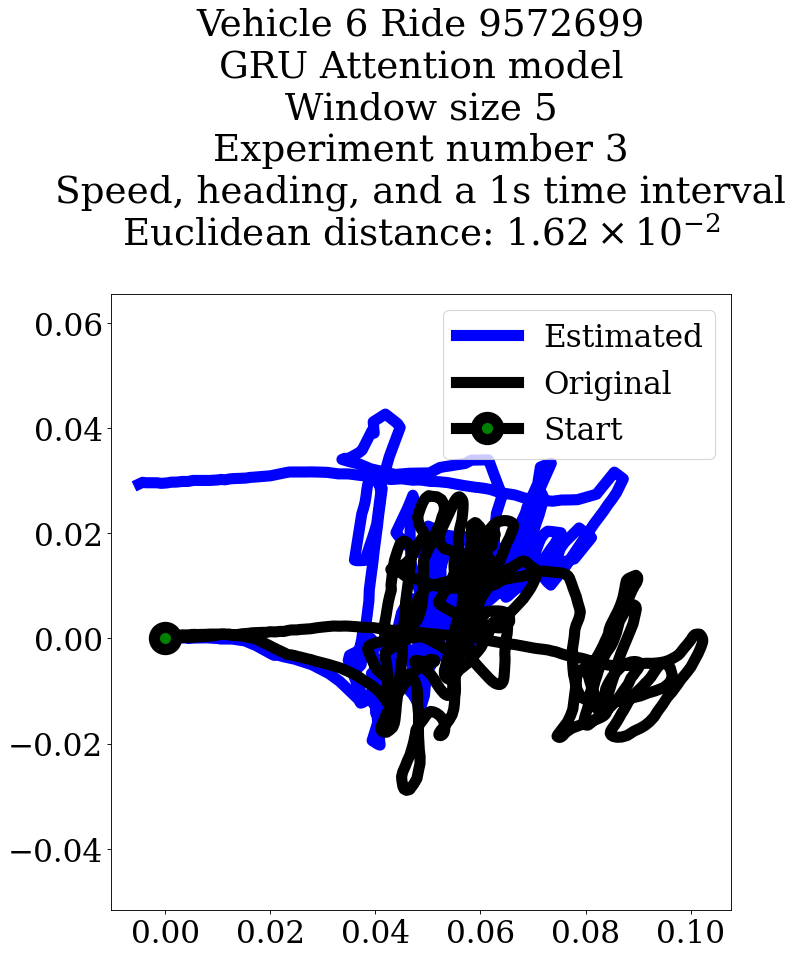 Vehicle 6 Ride 9572699
GRU Attention model
Window size 5
Experiment number 3
Speed, heading, and a 1s time interval
Euclidean distance: 1.62 × 10⁻²
Estimated
Original
Start
0.06
0.04
0.02
0.00
−0.02
−0.04
0.00 0.02 0.04 0.06 0.08 0.10